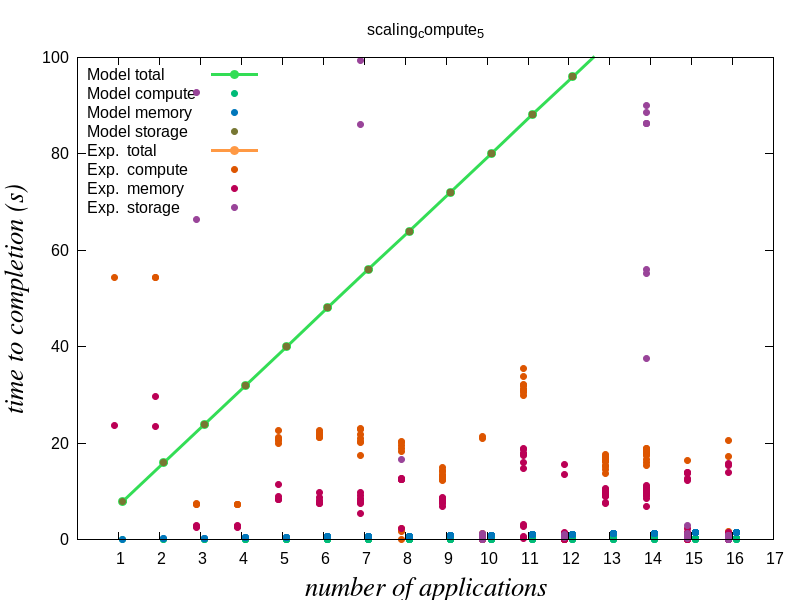 scaling_compute_5
100
80
60
40
20
0
Model total
Model compute
Model memory
Model storage
Exp. total
Exp. compute
Exp. memory
Exp. storage
time to completion (s)
1 2 3 4 5 6 7 8 9 10 11 12 13 14 15 16 17
number of applications